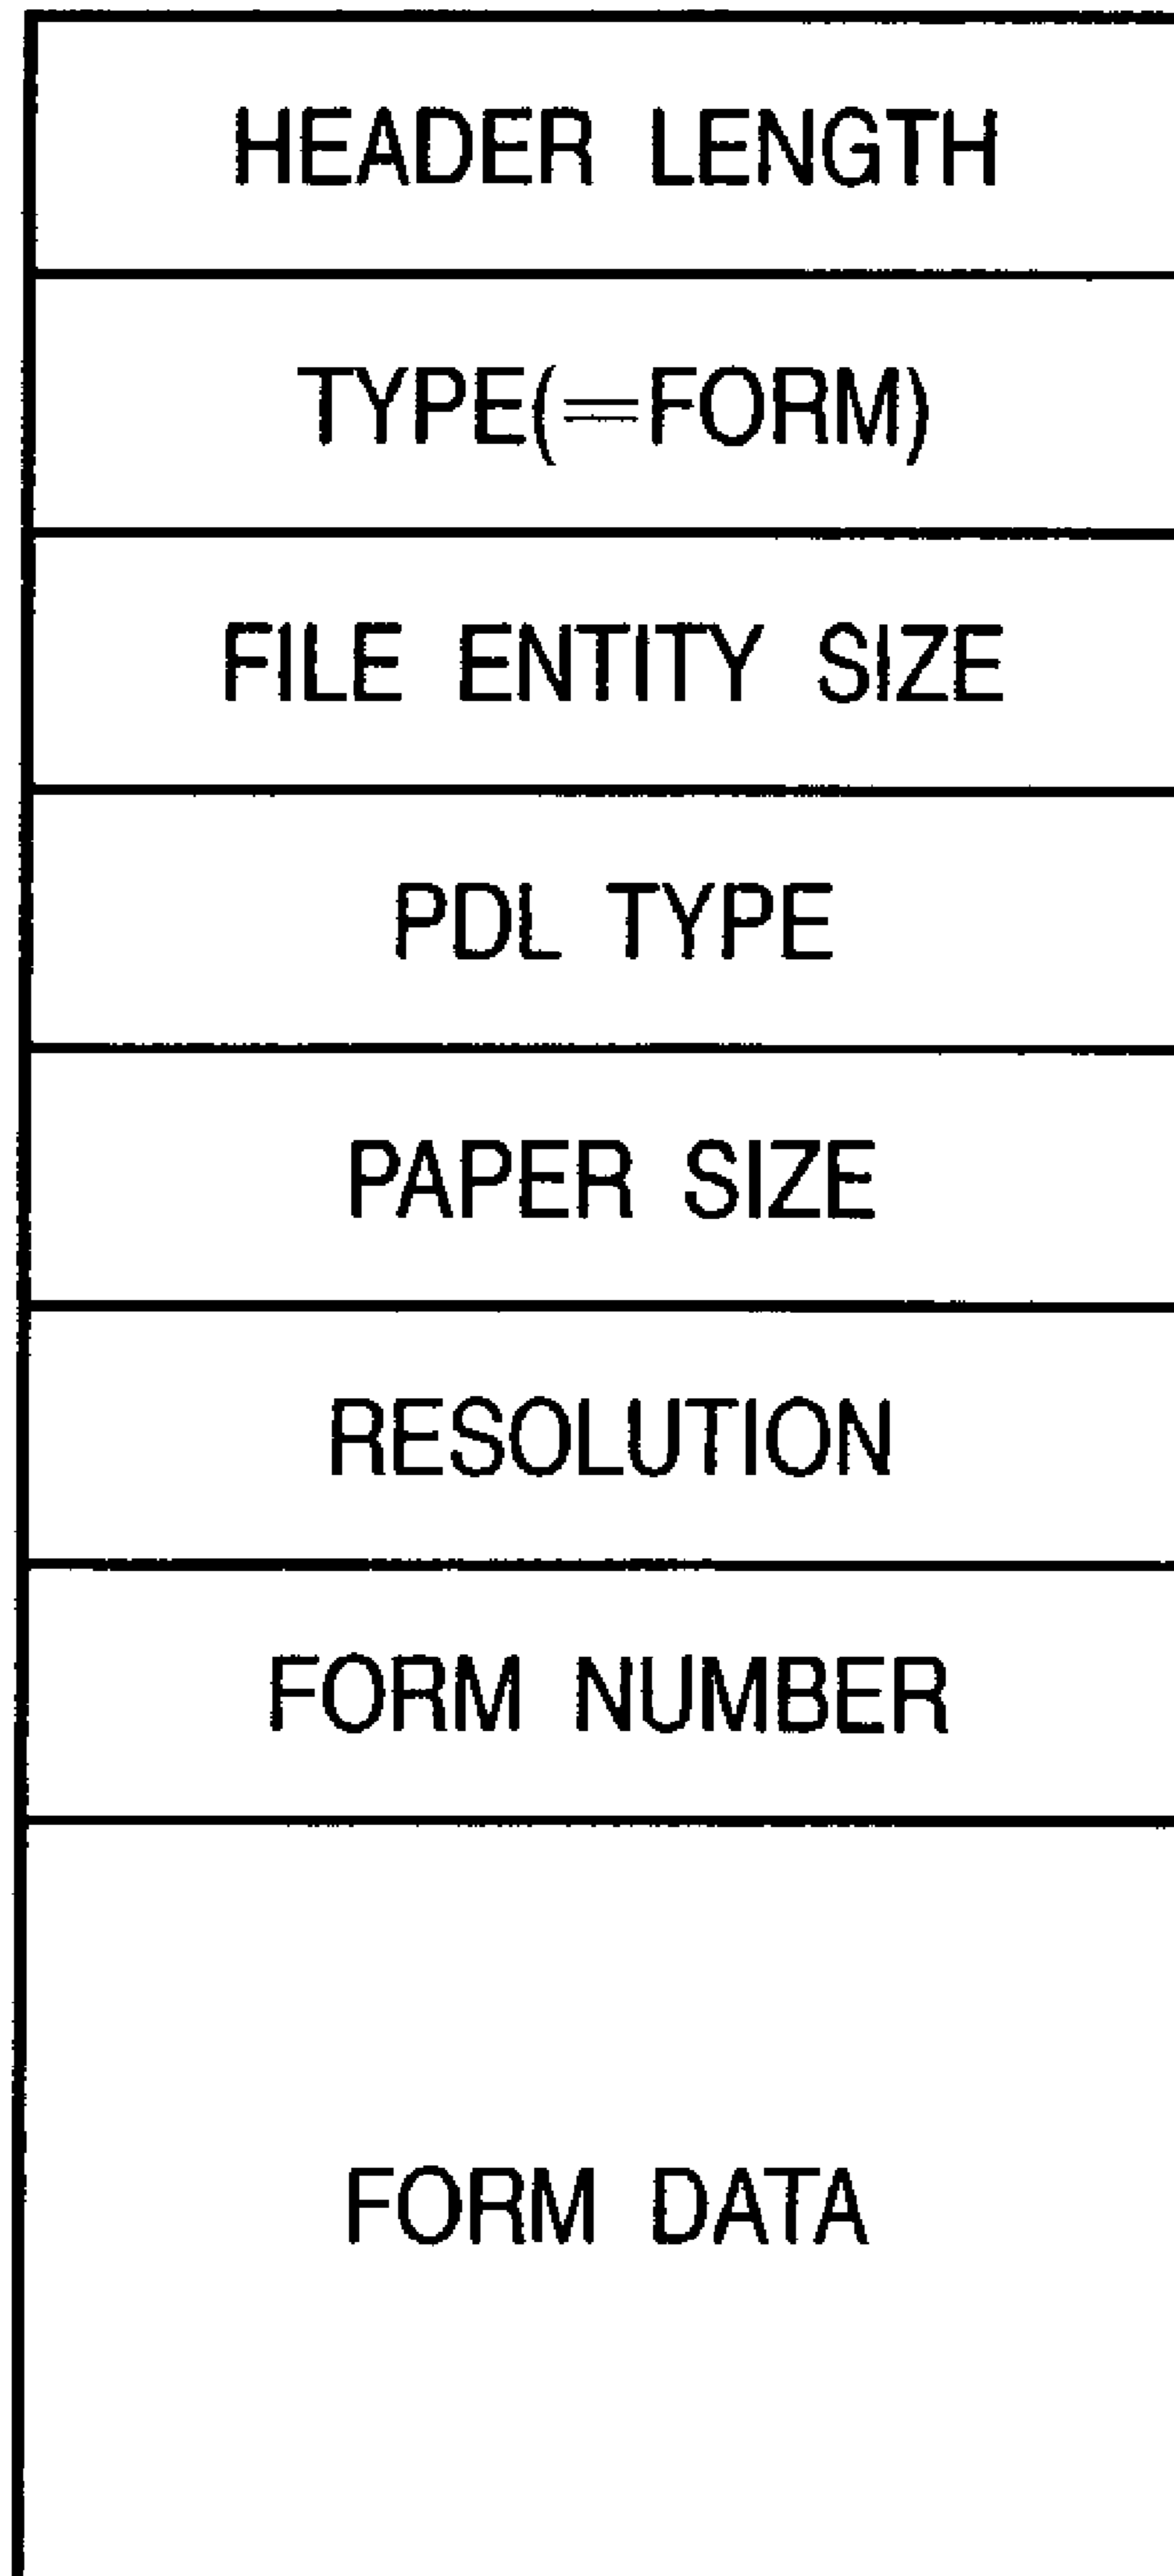 HEADER LENGTH
TYPE(=FORM)
FILE ENTITY SIZE
PDL TYPE
PAPER SIZE
RESOLUTION
FORM NUMBER
FORM DATA